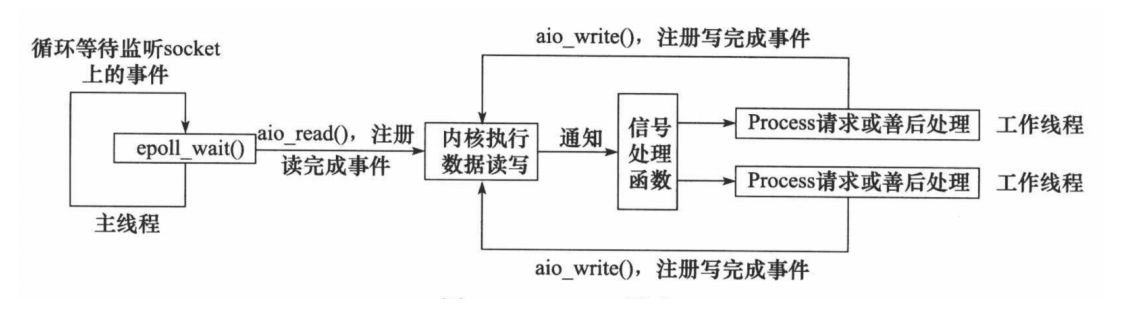 循环等待监听socket
上的事件
epoll_wait()
主线程
aio_read()，注册
读完成事件
aio_write()，注册写完成事件
内核执行
数据读写
通知
信号
处理
函数
Process请求或善后处理
工作线程
Process请求或善后处理
工作线程
aio_write()，注册写完成事件